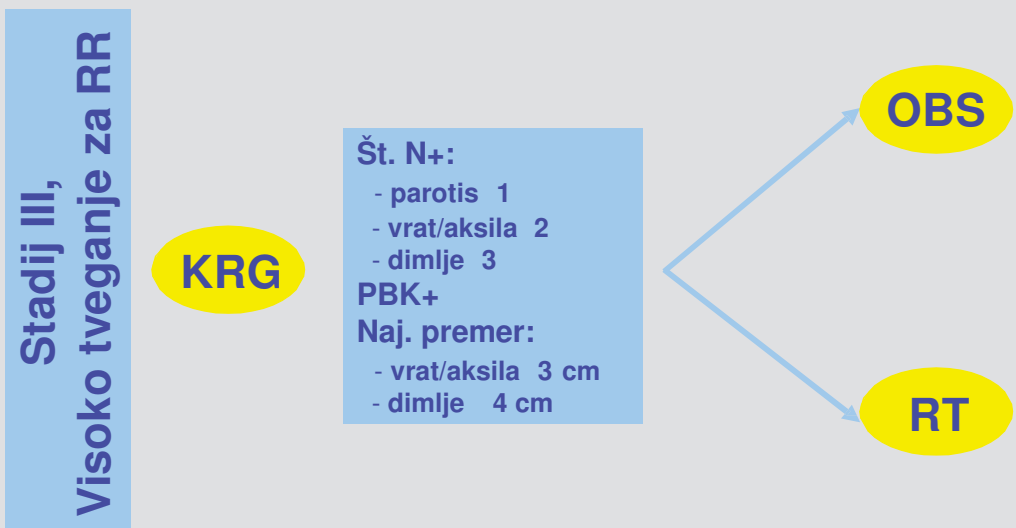 Stadij III,
Visoko tveganje za RR
KRG
Št. N+:
- parotis 1
- vrat/aksila 2
- dimlje 3
PBK+
Naj. premer:
- vrat/aksila 3 cm
- dimlje 4 cm
OBS
RT